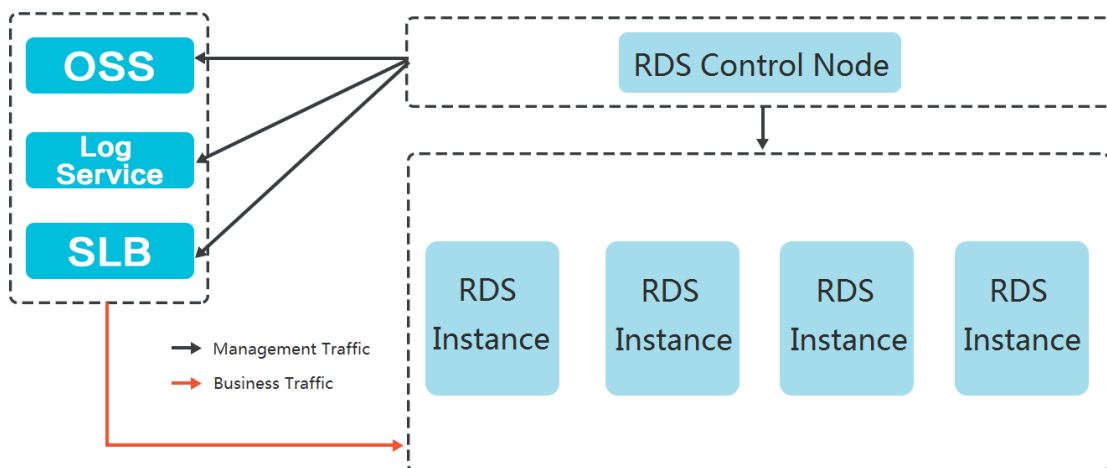 OSS
Log
Service
SLB
RDS Control Node
RDS
Instance
RDS
Instance
RDS
Instance
RDS
Instance
Management Traffic
Business Traffic